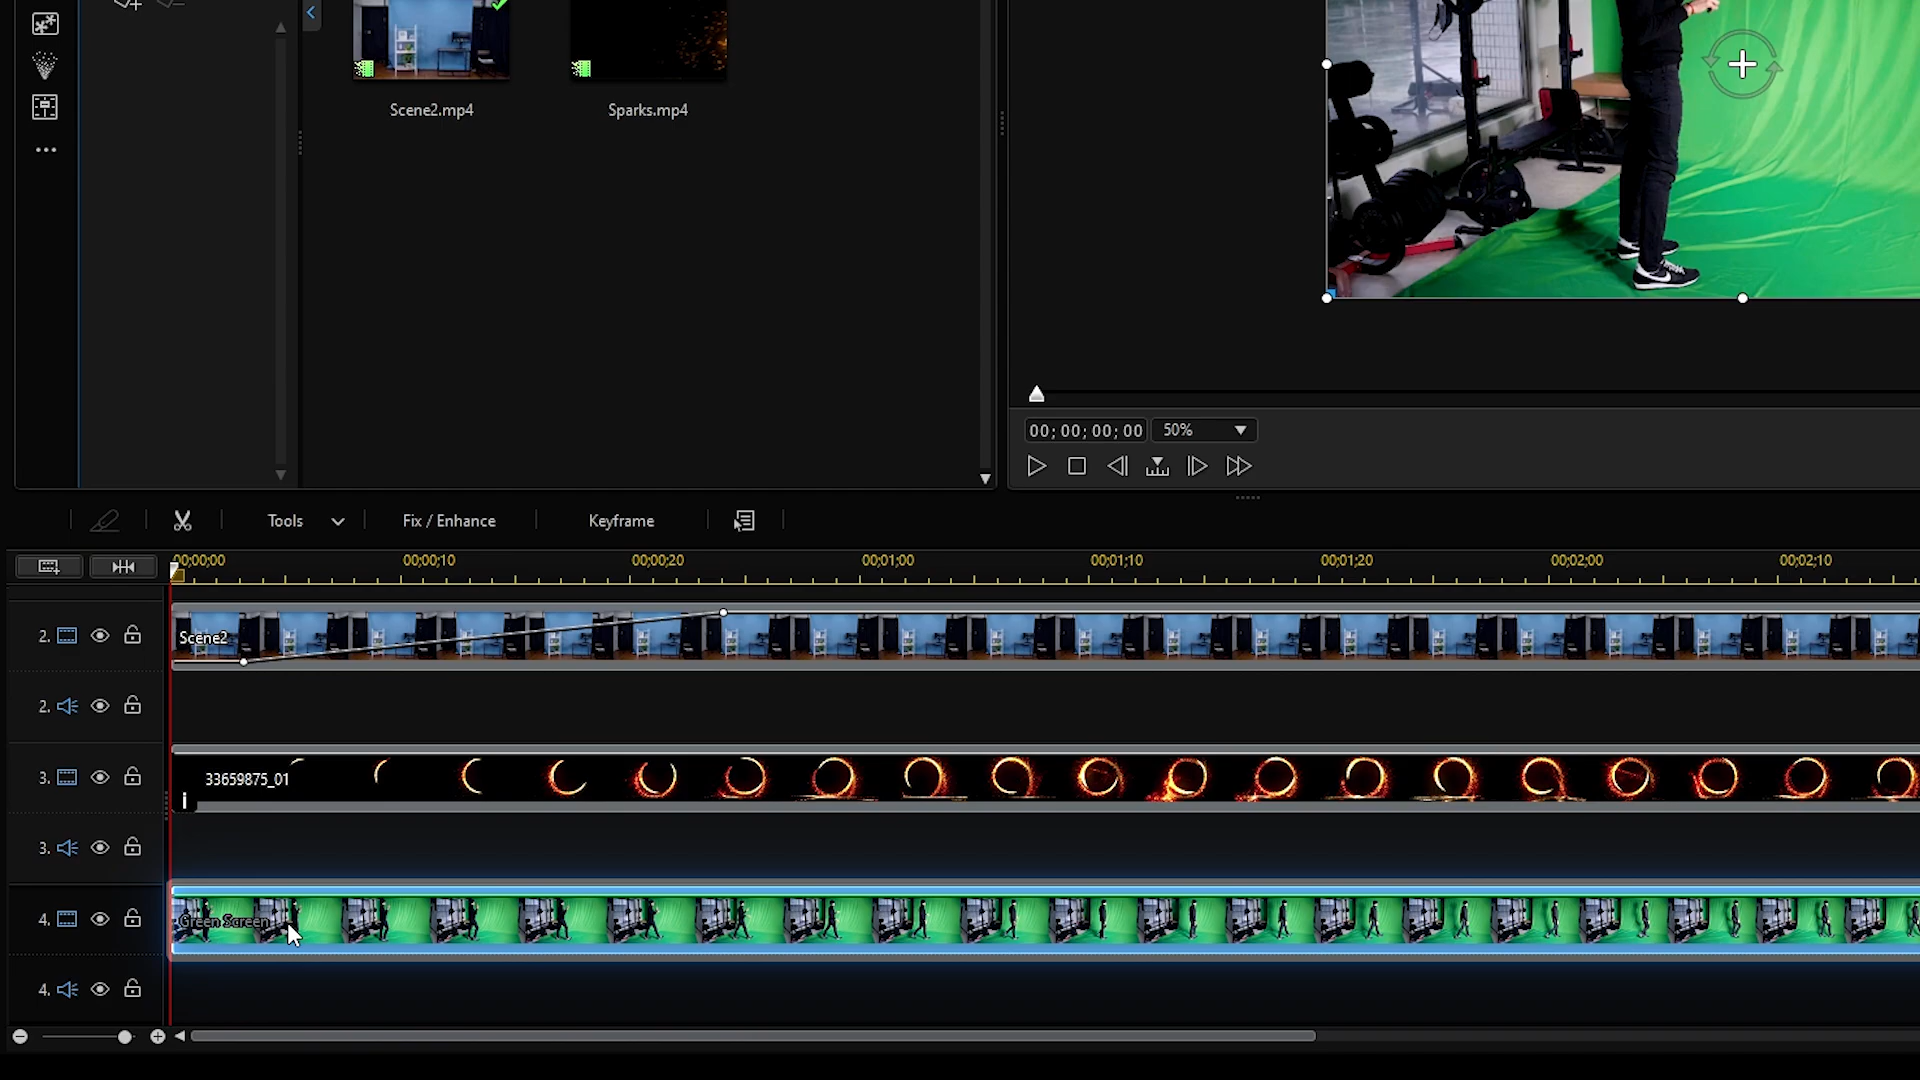 Scene2.mp4
Sparks.mp4
00;00;00;00
50%
Tools
Fix / Enhance
Keyframe
00;00;00
00;00;10
00;00;20
00;01;00
00;01;10
00;01;20
00;02;00
00;02;10
2.
Scene2
2.
3.
33659875_01
i
3.
4.
Green Screen
4.